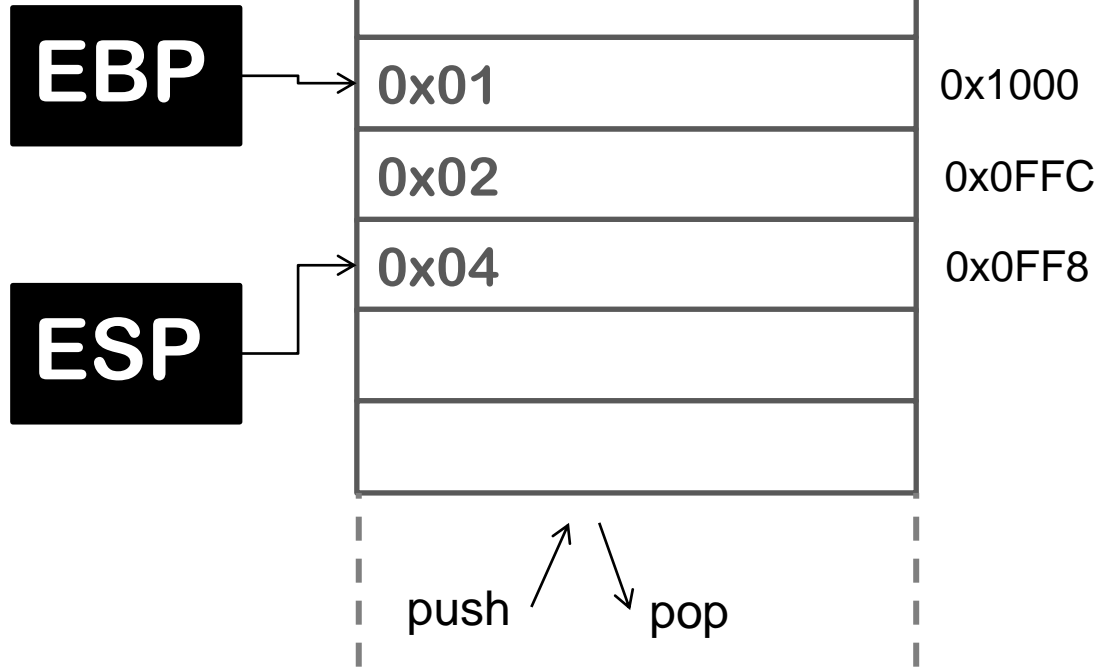 EBP
0x01
0x1000
0x02
0x0FFC
0x04
0x0FF8
ESP
push
pop